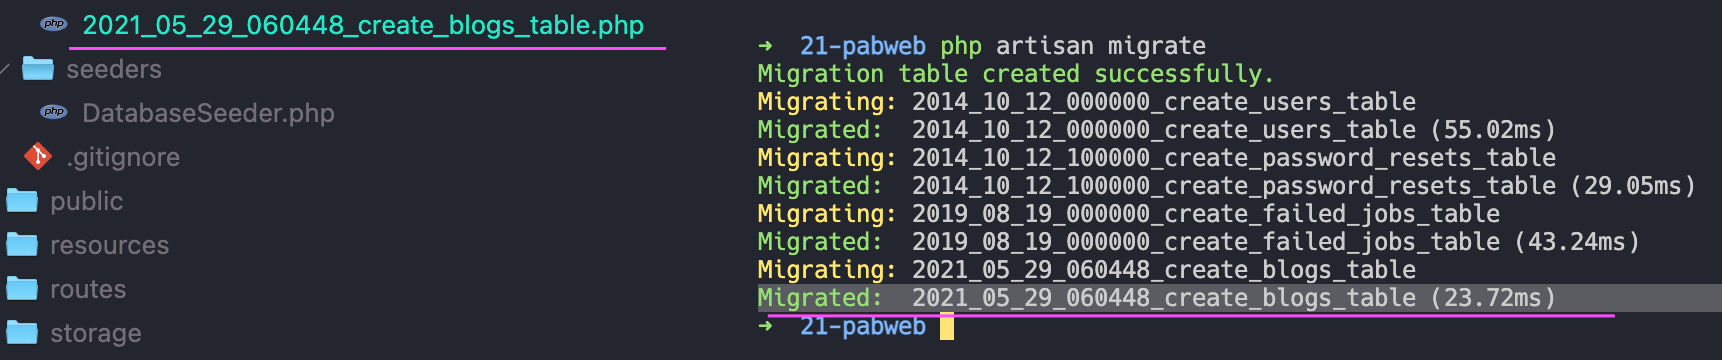 php 2021_05_29_060448_create_blogs_table.php
seeders
php DatabaseSeeder.php
.gitignore
public
resources
routes
storage
➜ 21-pabweb php artisan migrate
Migration table created successfully.
Migrating: 2014_10_12_000000_create_users_table
Migrated: 2014_10_12_000000_create_users_table (55.02ms)
Migrating: 2014_10_12_100000_create_password_resets_table
Migrated: 2014_10_12_100000_create_password_resets_table (29.05ms)
Migrating: 2019_08_19_000000_create_failed_jobs_table
Migrated: 2019_08_19_000000_create_failed_jobs_table (43.24ms)
Migrating: 2021_05_29_060448_create_blogs_table
Migrated: 2021_05_29_060448_create_blogs_table (23.72ms)
➜ 21-pabweb